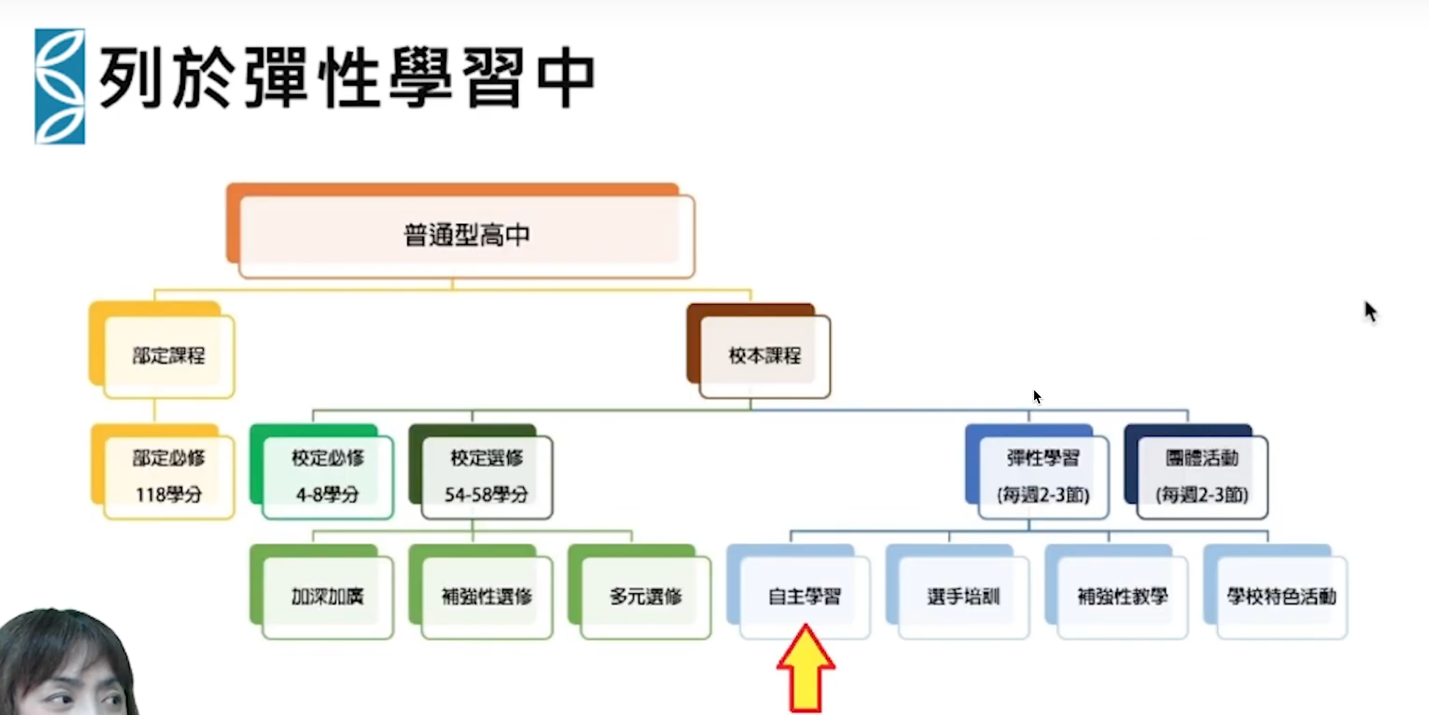 列於彈性學習中
普通型高中
部定課程
校本課程
部定必修
118學分
校定必修
4-8學分
校定選修
54-58學分
彈性學習
(每週2-3節)
團體活動
(每週2-3節)
加深加廣
補強性選修
多元選修
自主學習
選手培訓
補強性教學
學校特色活動